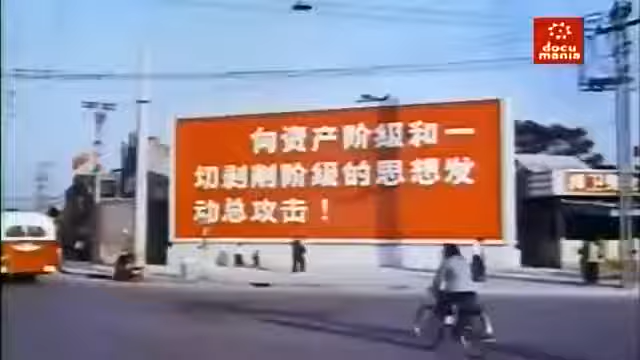 docu
mania
向资产阶级和一
切剥削阶级的思想发
动总攻击！